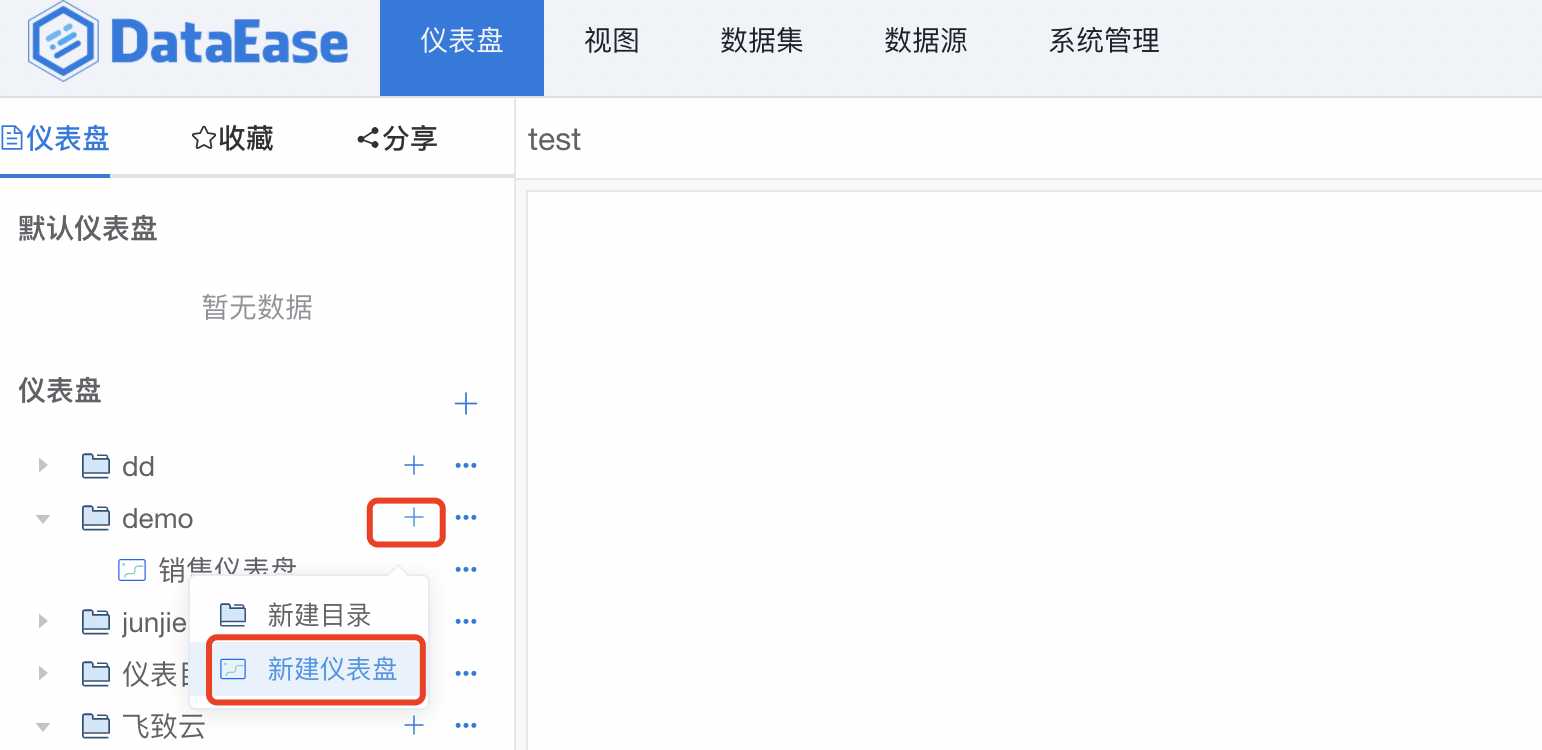 DataEase 仪表盘 视图 数据集 数据源 系统管理
仪表盘 收藏 分享
test
默认仪表盘
暂无数据
仪表盘
dd
demo
销售仪表盘
新建目录
junjie
新建仪表盘
仪表
飞致云